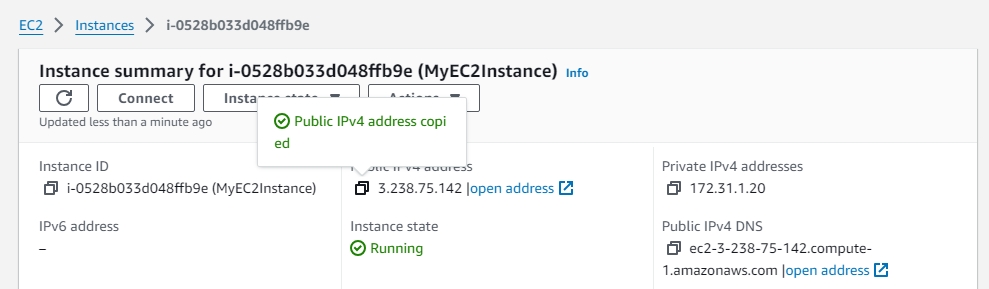 EC2 > Instances > i-0528b033d048ffb9e
Instance summary for i-0528b033d048ffb9e (MyEC2Instance) Info
Connect
Instance state
Actions
Updated less than a minute ago
Public IPv4 address copi
ed
Instance ID
i-0528b033d048ffb9e (MyEC2Instance)
Public IPv4 address
3.238.75.142 |open address
Private IPv4 addresses
172.31.1.20
IPv6 address
–
Instance state
Running
Public IPv4 DNS
ec2-3-238-75-142.compute-
1.amazonaws.com |open address